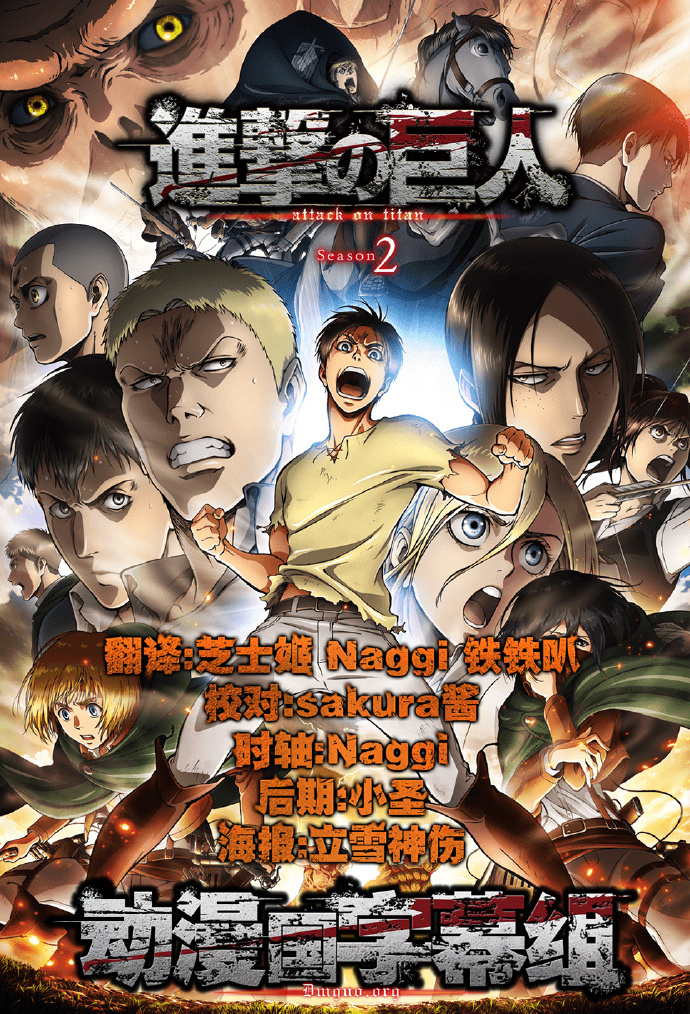 進撃の巨人
attack on titan
Season 2
翻译:芝士姬 Naggi 铁铁叭
校对:sakura酱
时轴:Naggi
后期:小圣
海报:立雪神伤
动漫国字幕组
Dmguo.org